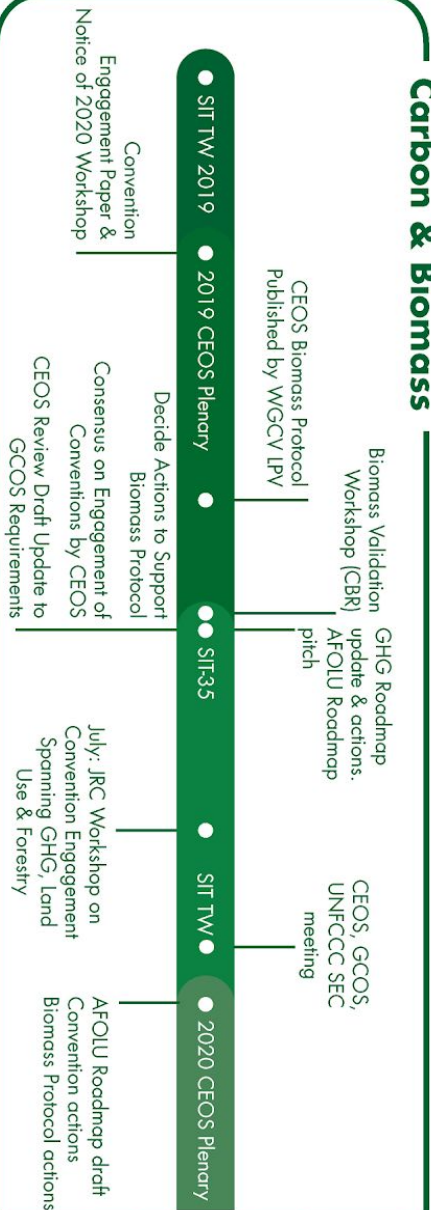 Carbon & Biomass
CEOS Biomass Protocol
Published by WGCV LPV
Biomass Validation
Workshop (CBR)
GHG Roadmap
update & actions.
AFOLU Roadmap
pitch
CEOS, GCOS,
UNFCCC SEC
meeting
SIT TW 2019
2019 CEOS Plenary
SIT-35
SIT TW
2020 CEOS Plenary
Convention
Engagement Paper &
Notice of 2020 Workshop
Decide Actions to Support
Biomass Protocol
Consensus on Engagement of
Conventions by CEOS
CEOS Review Draft Update to
GCOS Requirements
July: JRC Workshop on
Convention Engagement
Spanning GHG, Land
Use & Forestry
AFOLU Roadmap draft
Convention actions
Biomass Protocol actions